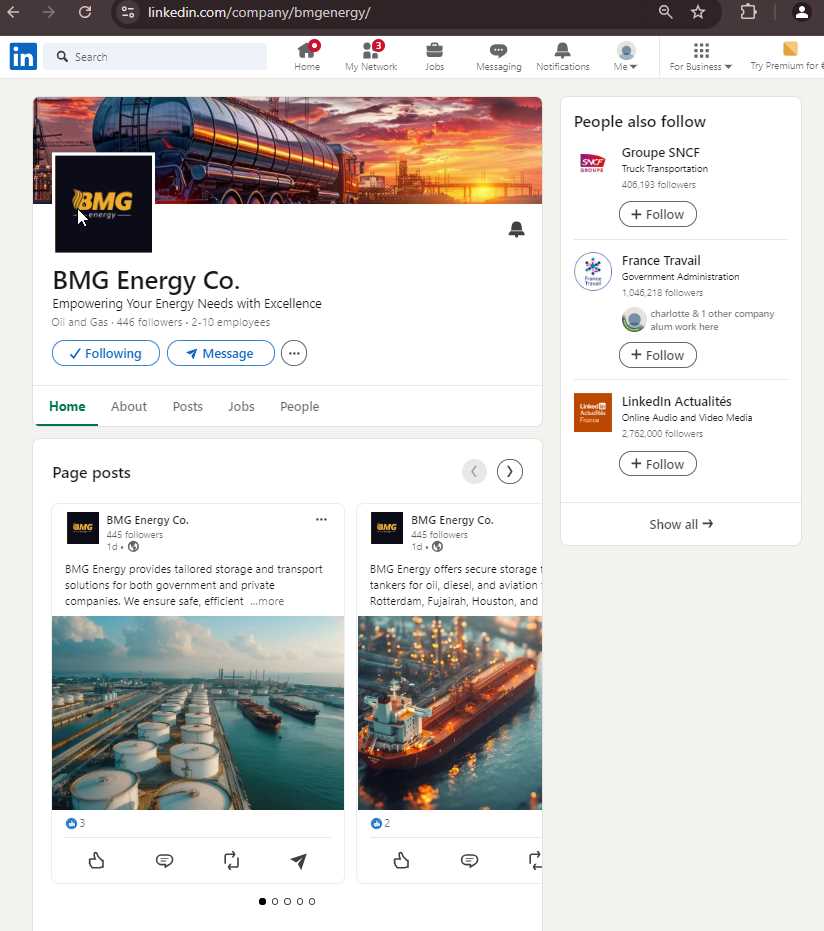 linkedin.com/company/bmgenergy/
in
Search
Home
My Network
3
Jobs
Messaging
Notifications
Me
For Business
Try Premium for
BMG
energy
BMG Energy Co.
Empowering Your Energy Needs with Excellence
Oil and Gas · 446 followers · 2-10 employees
Following
Message
Home
About
Posts
Jobs
People
Page posts
BMG
BMG Energy Co.
445 followers
1d •
BMG Energy provides tailored storage and transport
solutions for both government and private
companies. We ensure safe, efficient ...more
3
BMG
BMG Energy Co.
445 followers
1d •
BMG Energy offers secure storage
tankers for oil, diesel, and aviation
Rotterdam, Fujairah, Houston, and
2
People also follow
SNCF
GROUPE
Groupe SNCF
Truck Transportation
406,193 followers
+ Follow
France
Travail
France Travail
Government Administration
1,046,218 followers
charlotte & 1 other company
alum work here
+ Follow
Linked in
Actualités
France
LinkedIn Actualités
Online Audio and Video Media
2,762,000 followers
+ Follow
Show all →